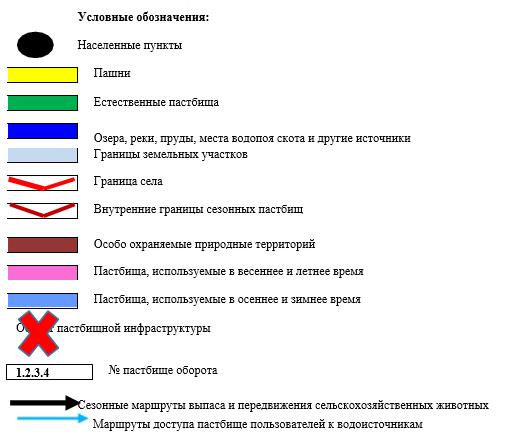 Условные обозначения:
Населенные пункты
Пашни
Естественные пастбища
Озера, реки, пруды, места водопоя скота и другие источники
Границы земельных участков
Граница села
Внутренние границы сезонных пастбищ
Особо охраняемые природные территорий
Пастбища, используемые в весеннее и летнее время
Пастбища, используемые в осеннее и зимнее время
пастбищной инфраструктуры
1.2.3.4 № пастбище оборота
Сезонные маршруты выпаса и передвижения сельскохозяйственных животных
Маршруты доступа пастбище пользователей к водоисточникам